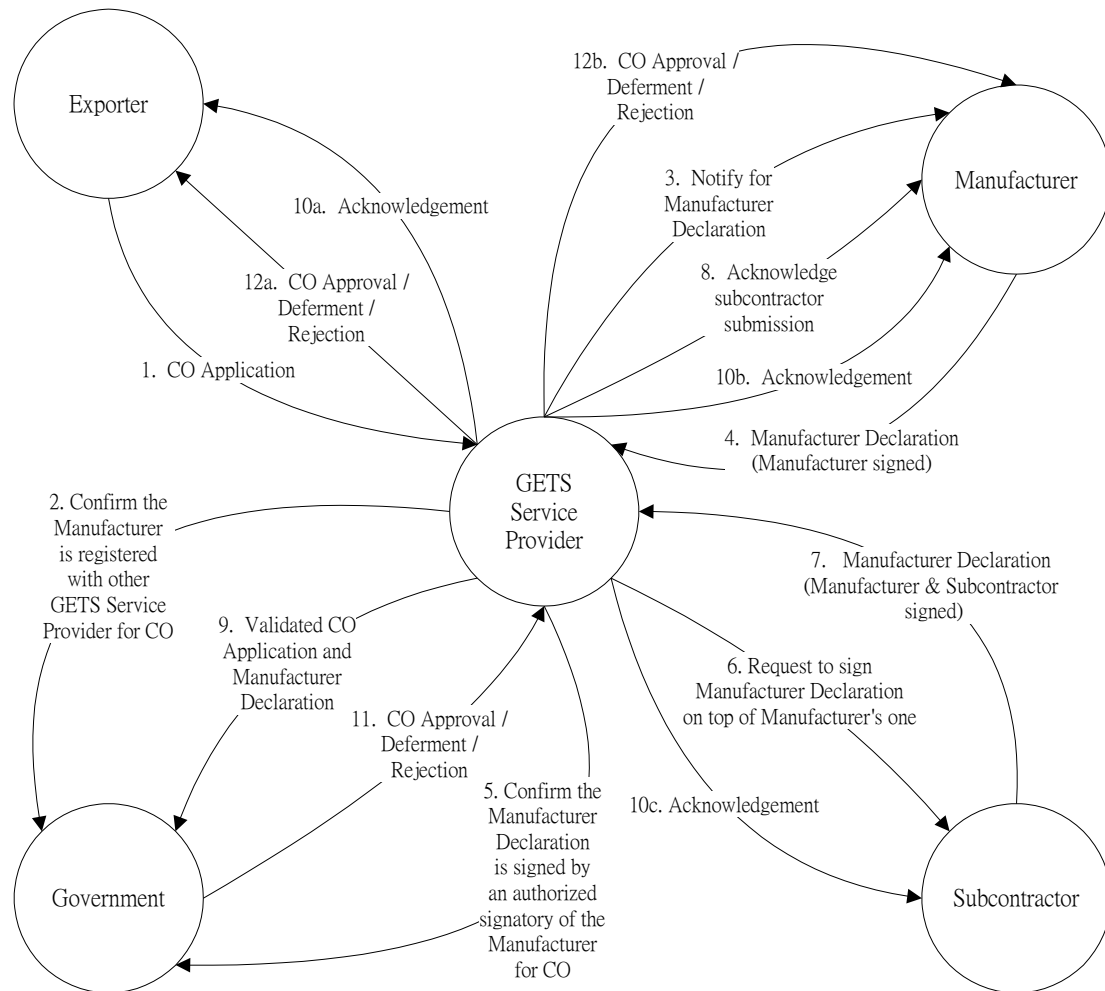 12b. CO Approval /
Deferment /
Rejection
Exporter
Manufacturer
3. Notify for
Manufacturer
Declaration
10a. Acknowledgement
8. Acknowledge
subcontractor
submission
12a. CO Approval /
Deferment /
Rejection
1. CO Application
10b. Acknowledgement
4. Manufacturer Declaration
(Manufacturer signed)
GETS
Service
Provider
2. Confirm the
Manufacturer
is registered
with other
GETS Service
Provider for CO
7. Manufacturer Declaration
(Manufacturer & Subcontractor
signed)
9. Validated CO
Application and
Manufacturer
Declaration
6. Request to sign
Manufacturer Declaration
on top of Manufacturer's one
11. CO Approval /
Deferment /
Rejection
5. Confirm the
Manufacturer
Declaration
is signed by
an authorized
signatory of the
Manufacturer
for CO
10c. Acknowledgement
Government
Subcontractor